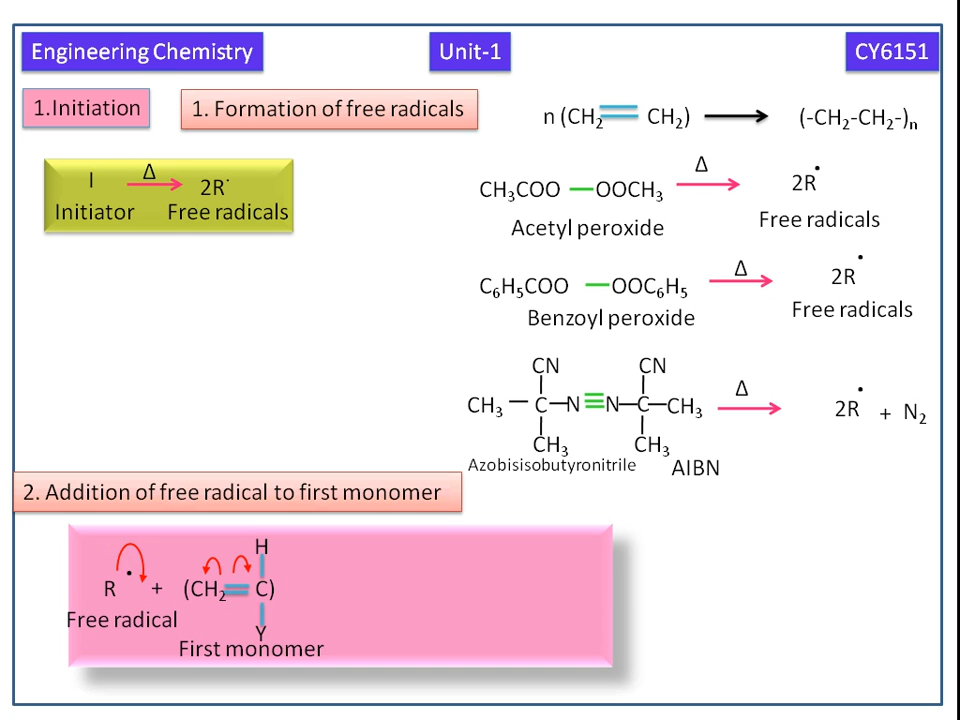 Engineering Chemistry
Unit-1
CY6151
1.Initiation
1. Formation of free radicals
n (CH₂ ═ CH₂) ⟶ (-CH₂-CH₂-)ₙ
I Δ⟶ 2R˙
Initiator Free radicals
CH₃COO — OOCH₃ Δ⟶ 2R•
Acetyl peroxide Free radicals
C₆H₅COO — OOC₆H₅ Δ⟶ 2R•
Benzoyl peroxide Free radicals
CN CN
CH₃ — C—N≡N—C—CH₃ Δ⟶ 2R• + N₂
CH₃ CH₃
Azobisisobutyronitrile AIBN
2. Addition of free radical to first monomer
H
R• + (CH₂═C)
Free radical
Y
First monomer